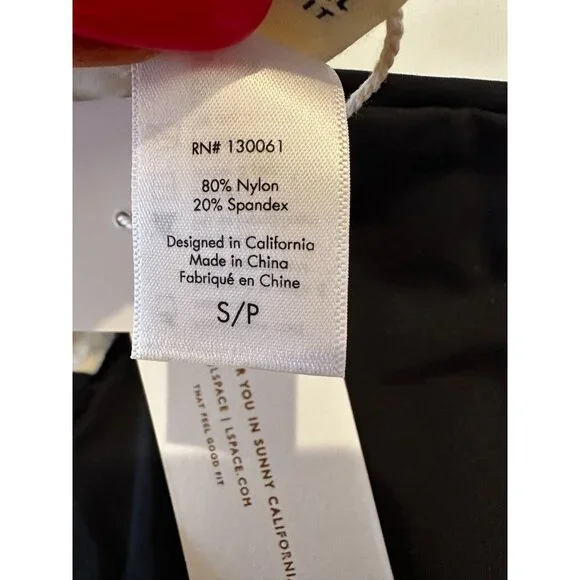 IT
RN# 130061
80% Nylon
20% Spandex
Designed in California
Made in China
Fabriqué en Chine
S/P
YOU IN SUNNY CALIFORNIA
LSPACE | LSPACE.COM
THAT FEEL GOOD FIT